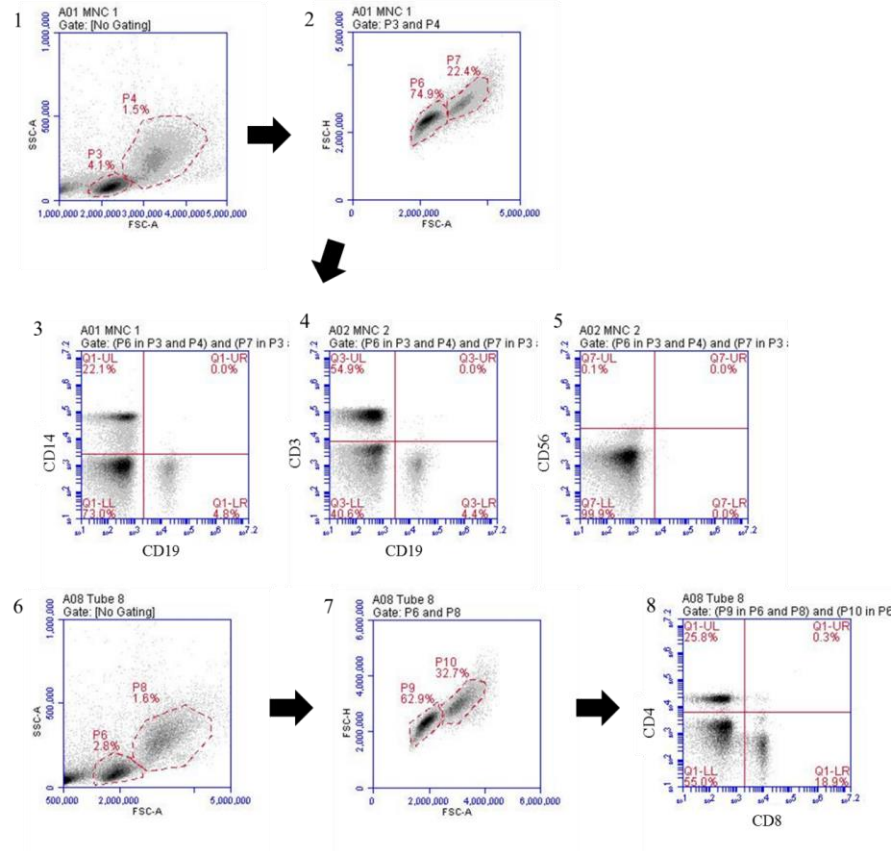 1
A01 MNC 1
Gate: [No Gating]
1,000,000
500,000
0
SSC-A
P4
1.5%
P3
4.1%
1,000,000 2,000,000 3,000,000 4,000,000 5,000,000
FSC-A
2
A01 MNC 1
Gate: P3 and P4
5,000,000
2,000,000
0
FSC-H
P7
22.4%
P6
74.9%
0 2,000,000 5,000,000
FSC-A
3
A01 MNC 1
Gate: (P6 in P3 and P4) and (P7 in P3
Q1-UL
22.1%
Q1-UR
0.0%
CD14
Q1-LL
73.0%
Q1-LR
4.8%
CD19
4
A02 MNC 2
Gate: (P6 in P3 and P4) and (P7 in P3
Q3-UL
54.9%
Q3-UR
0.0%
CD3
Q3-LL
40.6%
Q3-LR
4.4%
CD19
5
A02 MNC 2
Gate: (P6 in P3 and P4) and (P7 in P3
Q7-UL
0.1%
Q7-UR
0.0%
CD56
Q7-LL
99.9%
Q7-LR
0.0%
6
A08 Tube 8
Gate: [No Gating]
1,000,000
500,000
0
SSC-A
P8
1.6%
P6
2.8%
500,000 2,000,000 5,000,000
FSC-A
7
A08 Tube 8
Gate: P6 and P8
6,000,000
4,000,000
2,000,000
0
FSC-H
P10
32.7%
P9
62.9%
0 2,000,000 4,000,000 6,000,000
FSC-A
8
A08 Tube 8
Gate: (P9 in P6 and P8) and (P10 in P6
Q1-UL
25.8%
Q1-UR
0.3%
CD4
Q1-LL
55.0%
Q1-LR
18.9%
CD8